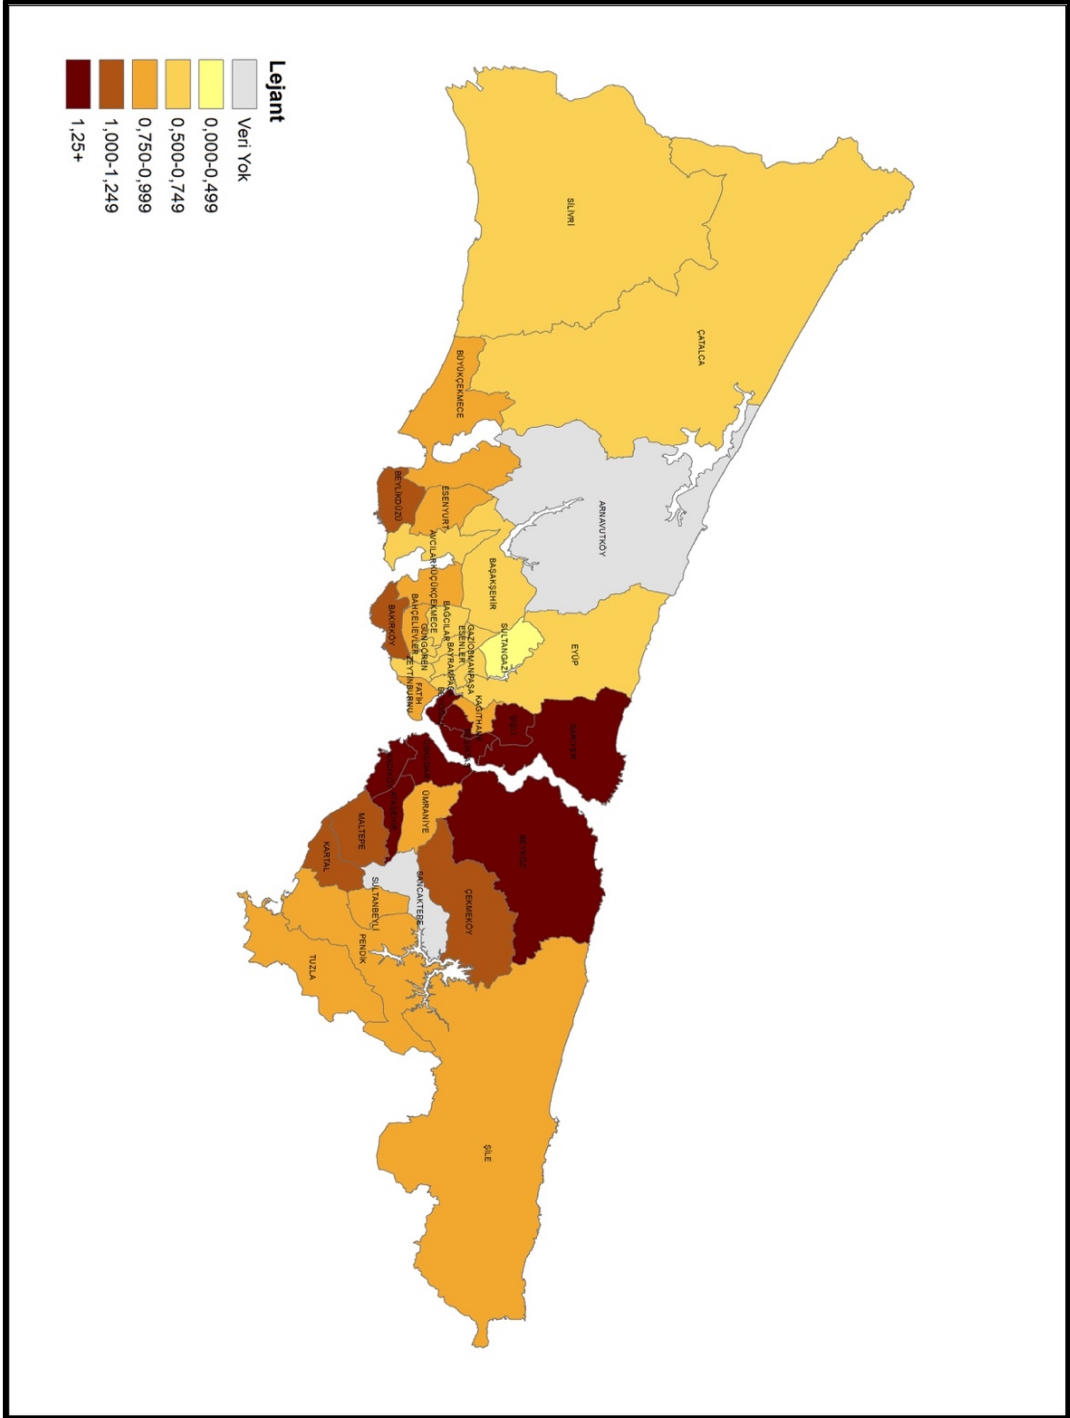 Lejant
Veri Yok
0,000-0,499
0,500-0,749
0,750-0,999
1,000-1,249
1,25+
SİLİVRİ
ÇATALCA
BÜYÜKÇEKMECE
ARNAVUTKÖY
BEYLİKDÜZÜ
ESENYURT
AVCILAR
KÜÇÜKÇEKMECE
BAŞAKŞEHİR
BAKIRKÖY
BAHÇELİEVLER
BAĞCILAR
GÜNGÖREN
ESENLER
GAZİOSMANPAŞA
SULTANGAZİ
EYÜP
ZEYTİNBURNU
FATİH
KAĞITHAN
SARIYER
BEYKOZ
ÜMRANİYE
MALTEPE
KARTAL
SULTANBEYLİ
SANCAKTEPE
ÇEKMEKÖY
PENDİK
TUZLA
ŞİLE